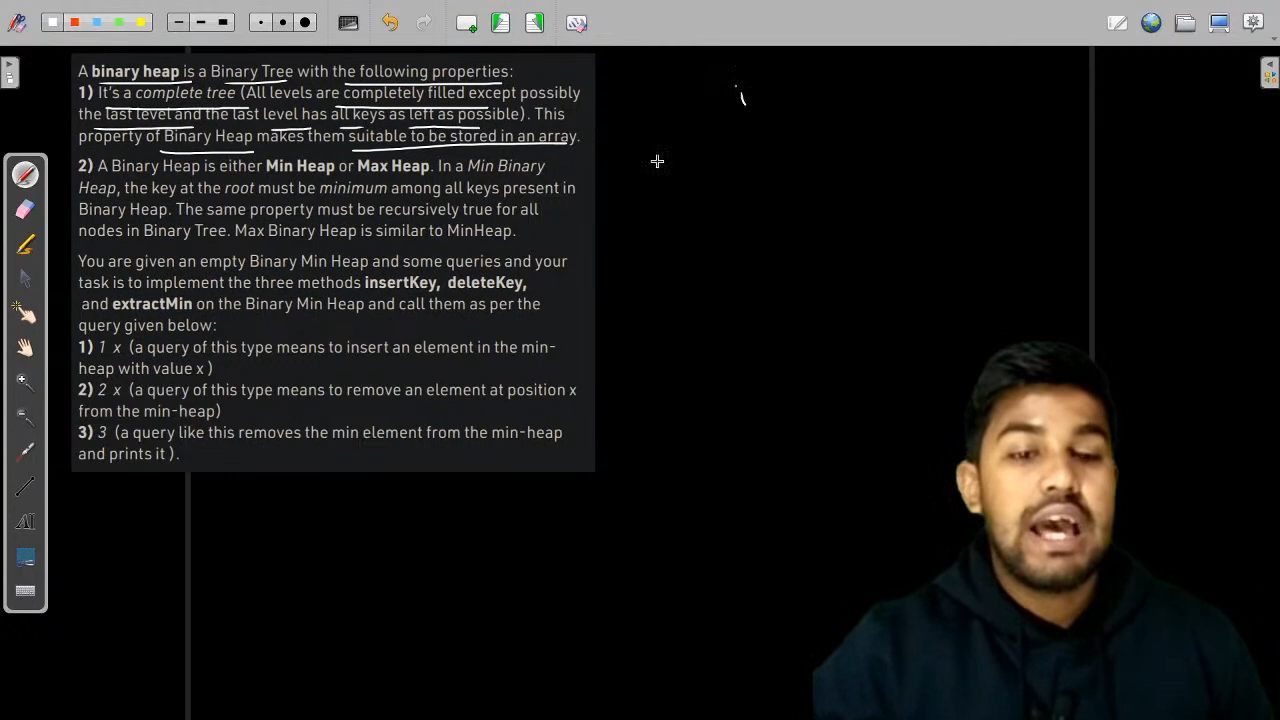 A binary heap is a Binary Tree with the following properties:
1) It's a complete tree (All levels are completely filled except possibly
the last level and the last level has all keys as left as possible). This
property of Binary Heap makes them suitable to be stored in an array.
2) A Binary Heap is either Min Heap or Max Heap. In a Min Binary
Heap, the key at the root must be minimum among all keys present in
Binary Heap. The same property must be recursively true for all
nodes in Binary Tree. Max Binary Heap is similar to MinHeap.
You are given an empty Binary Min Heap and some queries and your
task is to implement the three methods insertKey, deleteKey,
and extractMin on the Binary Min Heap and call them as per the
query given below:
1) 1 x (a query of this type means to insert an element in the min-
heap with value x )
2) 2 x (a query of this type means to remove an element at position x
from the min-heap)
3) 3 (a query like this removes the min element from the min-heap
and prints it ).